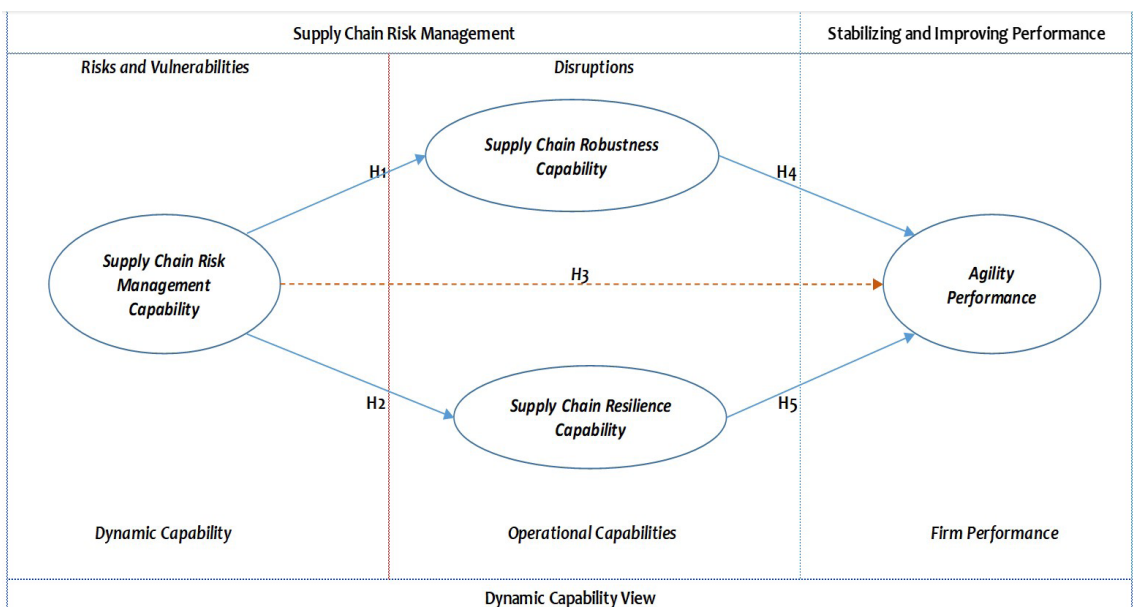 Supply Chain Risk Management
Stabilizing and Improving Performance
Risks and Vulnerabilities
Disruptions
Supply Chain Robustness
Capability
H1
H4
Supply Chain Risk
Management
Capability
H3
Agility
Performance
H2
Supply Chain Resilience
Capability
H5
Dynamic Capability
Operational Capabilities
Firm Performance
Dynamic Capability View